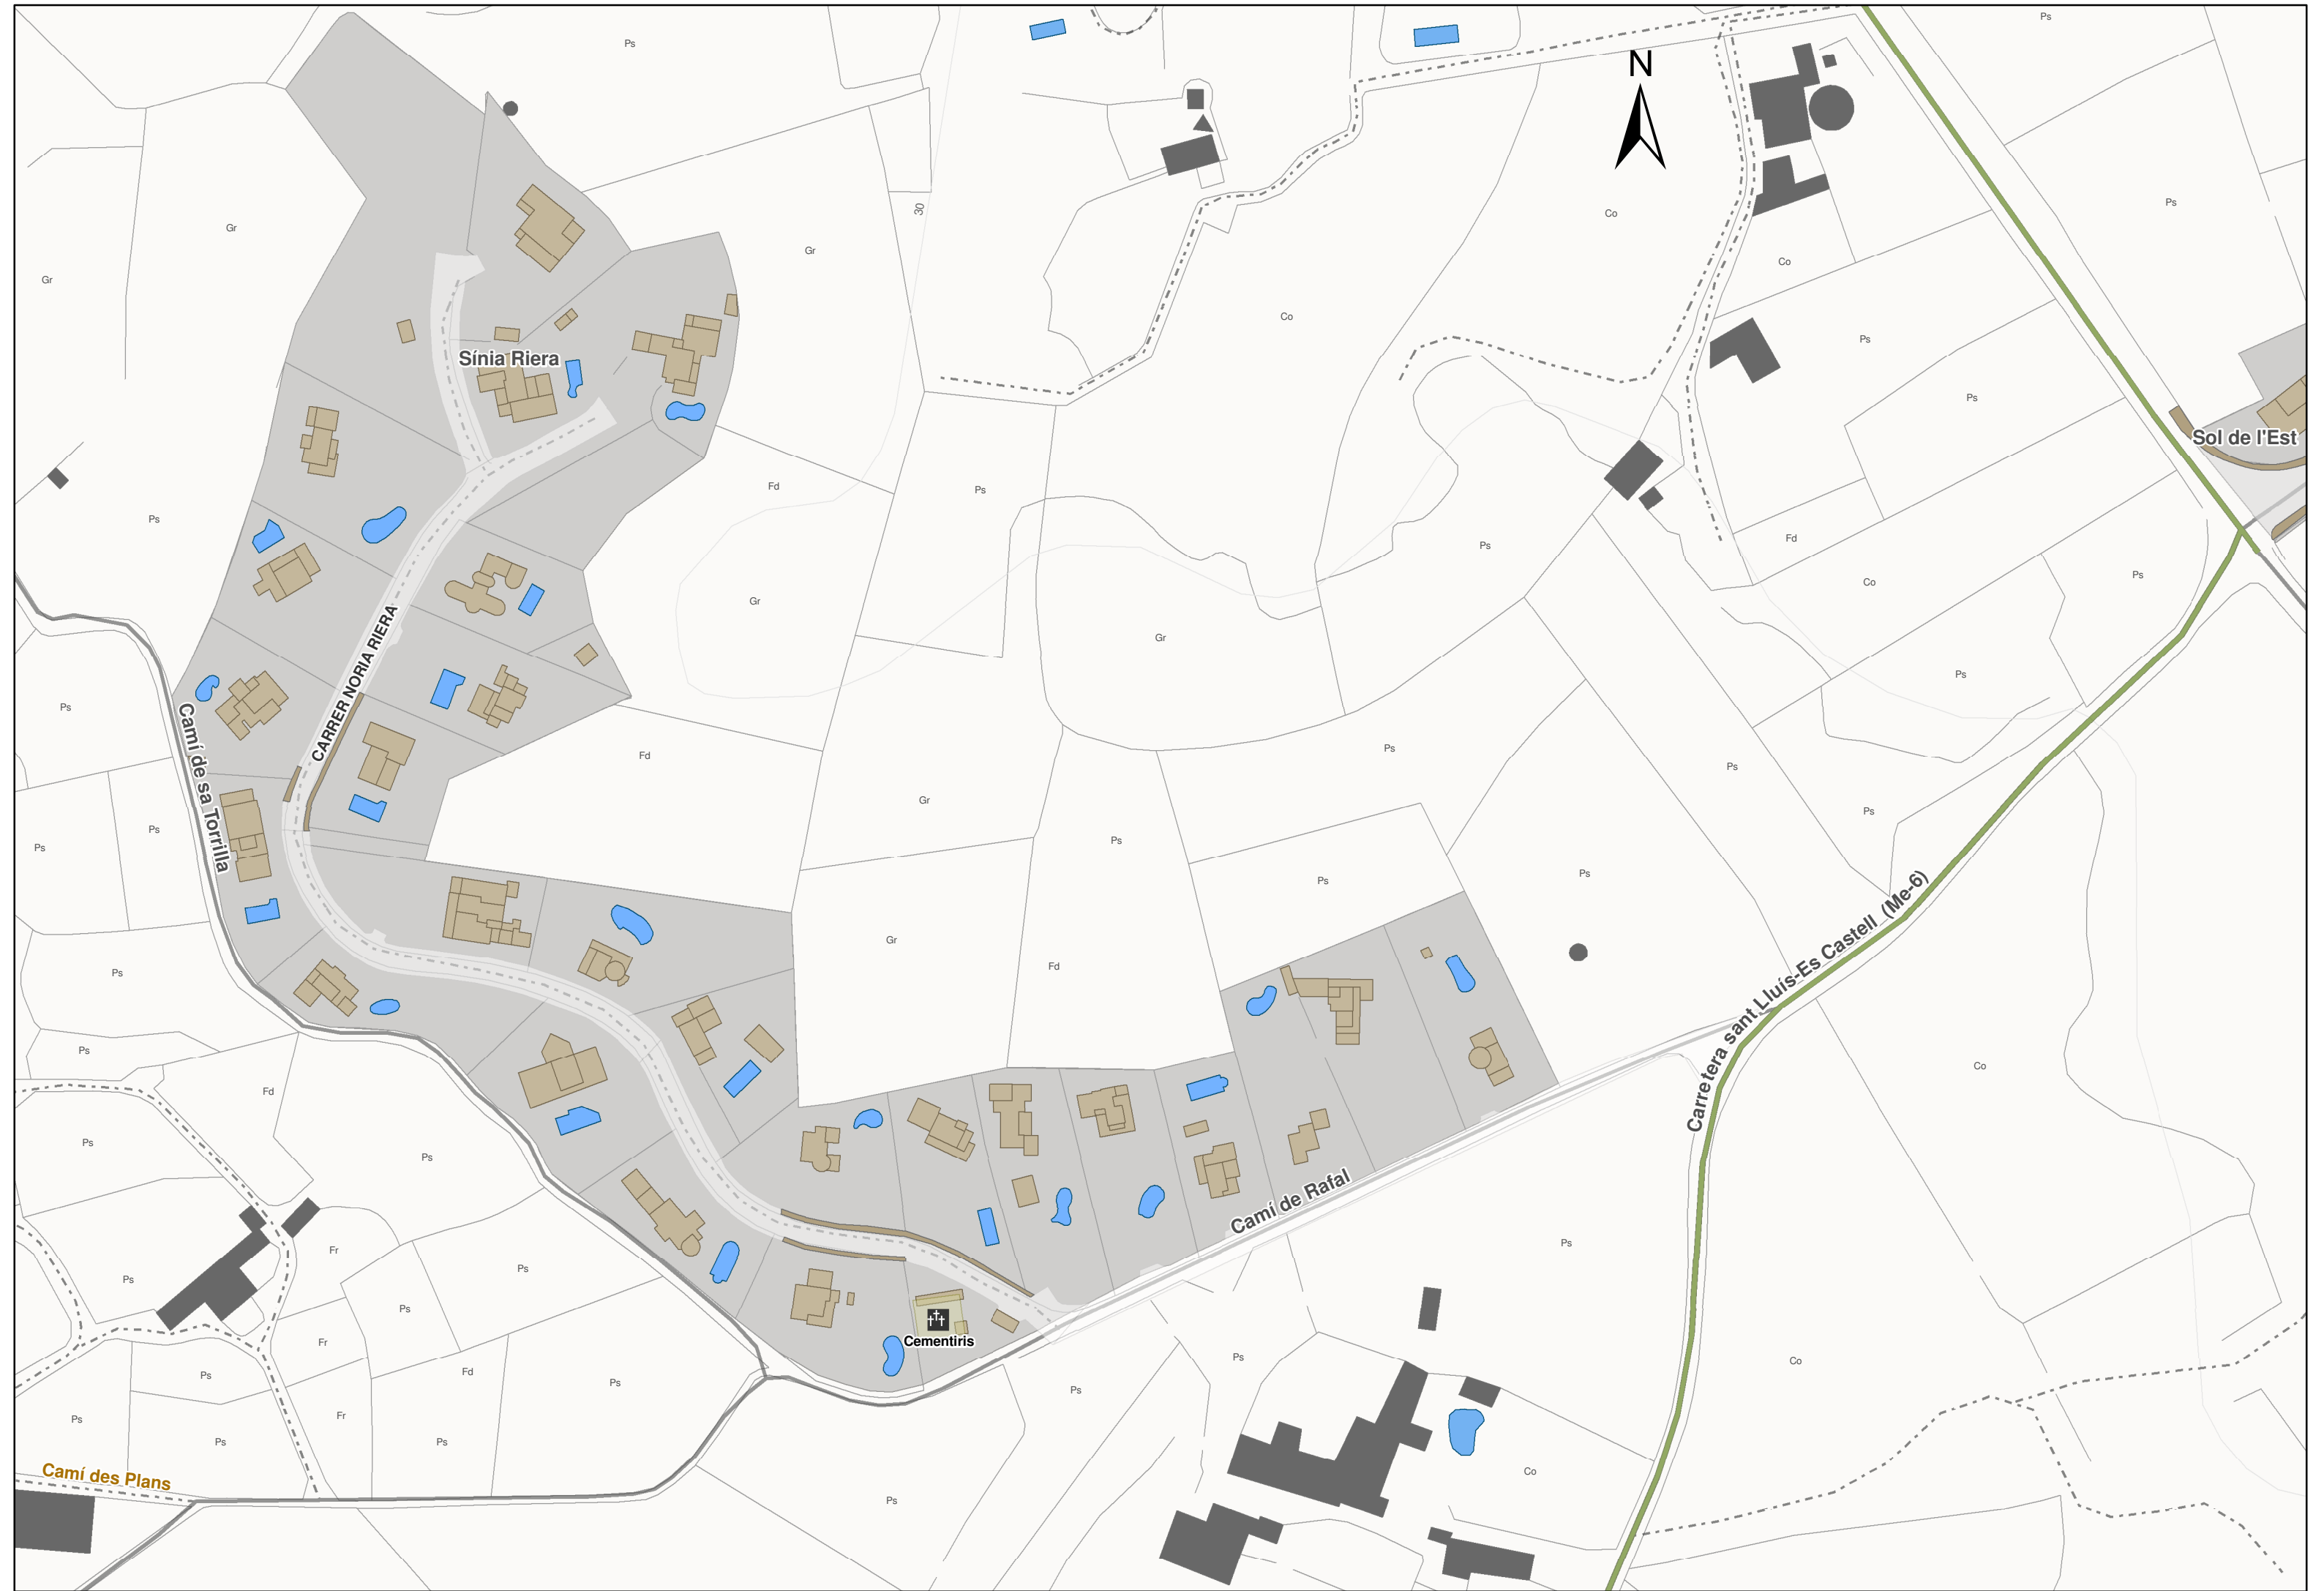 Ps
Ps
N
Ps
30
Co
Gr
Gr
Co
Gr
Co
Ps
Sínia Riera
Ps
Sol de l'Est
Fd
Ps
Ps
Ps
Fd
Co
Ps
Gr
CARRER NORIA RIERA
Gr
Ps
Ps
Camí de sa Torrilla
Fd
Ps
Ps
Gr
Ps
Ps
Ps
Ps
Ps
Ps
Carretera sant Lluís-Es Castell (Me-6)
Gr
Fd
Ps
Ps
Co
Fd
Ps
Ps
Camí de Rafal
Fr
Ps
Ps
Ps
Ps
Cementiris
Fr
Ps
Co
Fd
Ps
Ps
Ps
Fr
Ps
Ps
Ps
Camí des Plans
Co
Ps